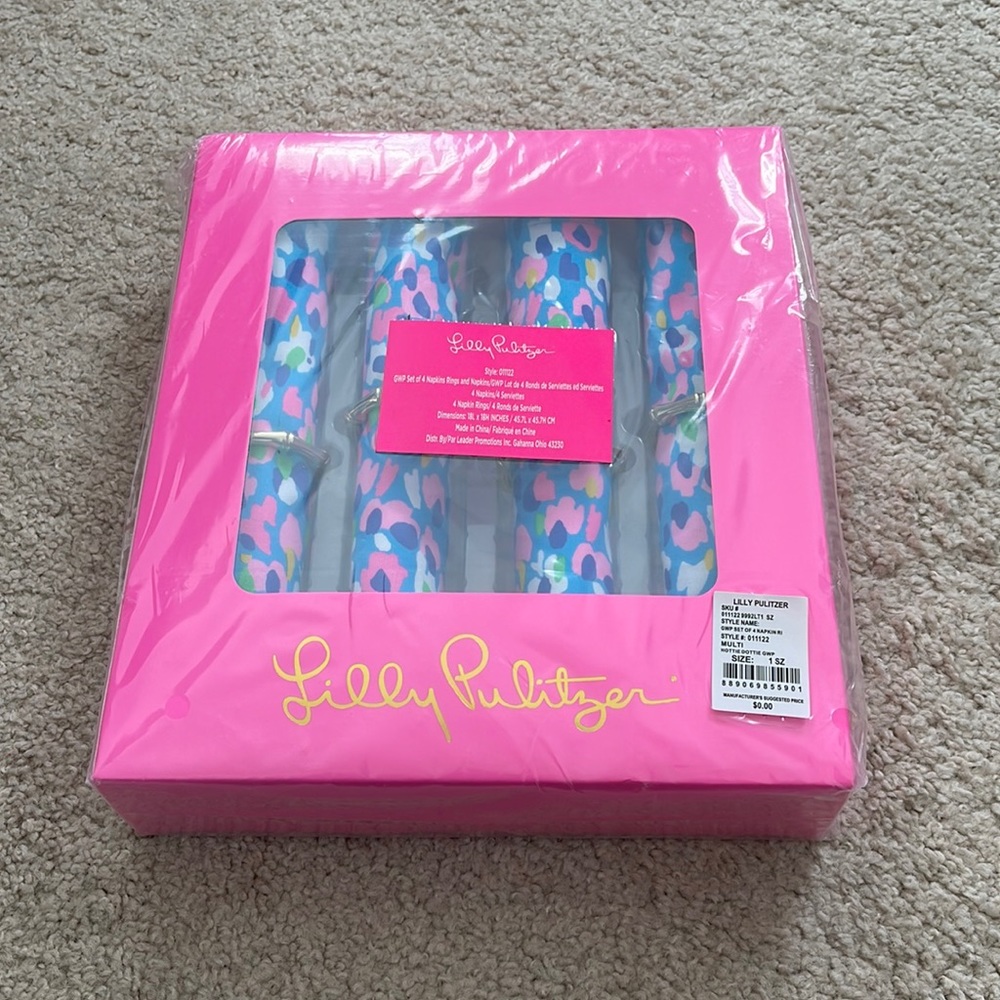 Lilly Pulitzer
Style: 011122
GWP Set of 4 Napkins Rings and Napkins/GWP Lot de 4 Ronds de Serviettes ed Serviettes
4 Napkins/4 Serviettes
4 Napkin Rings/ 4 Ronds de Serviette
Dimensions: 18L x 18H INCHES / 45.7L x 45.7H CM
Made in China/ Fabriqué en Chine
Distr. By/Par Leader Promotions Inc. Gahanna Ohio 43230
Lilly Pulitzer
LILLY PULITZER
SKU #
011122 9992LT1 SZ
STYLE NAME:
GWP SET OF 4 NAPKIN RI
STYLE #: 011122
MULTI
HOTTIE DOTTIE GWP
SIZE: 1 SZ
889069855901
MANUFACTURER'S SUGGESTED PRICE
$0.00